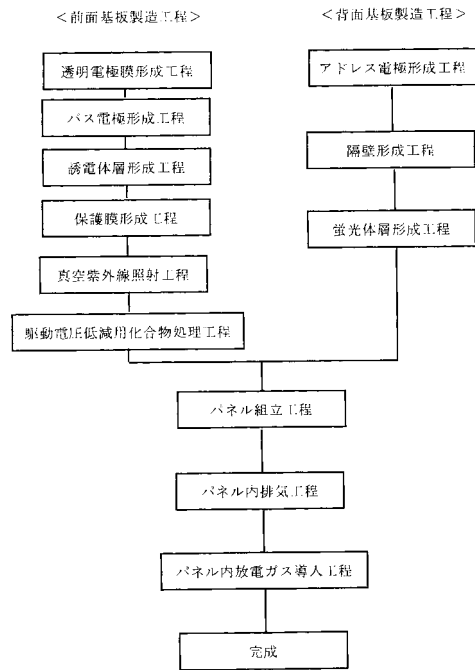 <前面基板製造工程>
透明電極膜形成工程
バス電極形成工程
誘電体層形成工程
保護膜形成工程
真空紫外線照射工程
駆動電圧低減用化合物処理工程
<背面基板製造工程>
アドレス電極形成工程
隔壁形成工程
蛍光体層形成工程
パネル組立工程
パネル内排気工程
パネル内放電ガス導入工程
完成